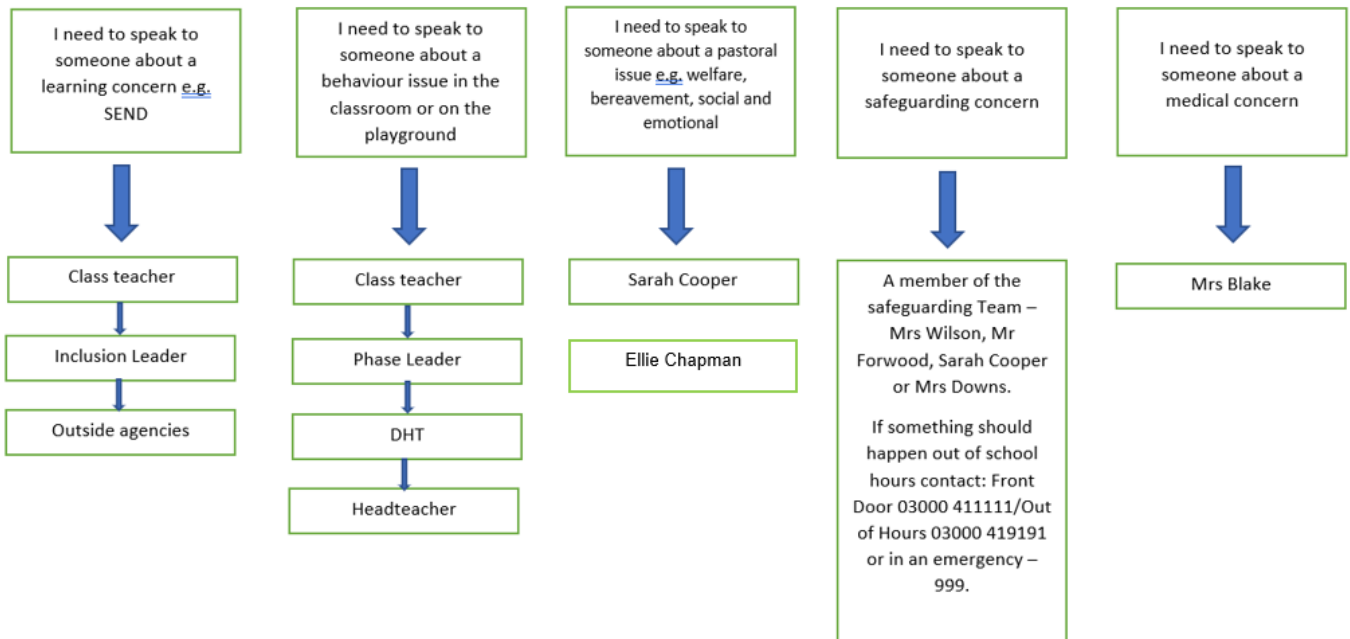 I need to speak to
someone about a
learning concern e.g.
SEND
Class teacher
Inclusion Leader
Outside agencies
I need to speak to
someone about a
behaviour issue in the
classroom or on the
playground
Class teacher
Phase Leader
DHT
Headteacher
I need to speak to
someone about a pastoral
issue e.g. welfare,
bereavement, social and
emotional
Sarah Cooper
Ellie Chapman
I need to speak to
someone about a
safeguarding concern
A member of the
safeguarding Team –
Mrs Wilson, Mr
Forwood, Sarah Cooper
or Mrs Downs.
If something should
happen out of school
hours contact: Front
Door 03000 411111/Out
of Hours 03000 419191
or in an emergency –
999.
I need to speak to
someone about a
medical concern
Mrs Blake